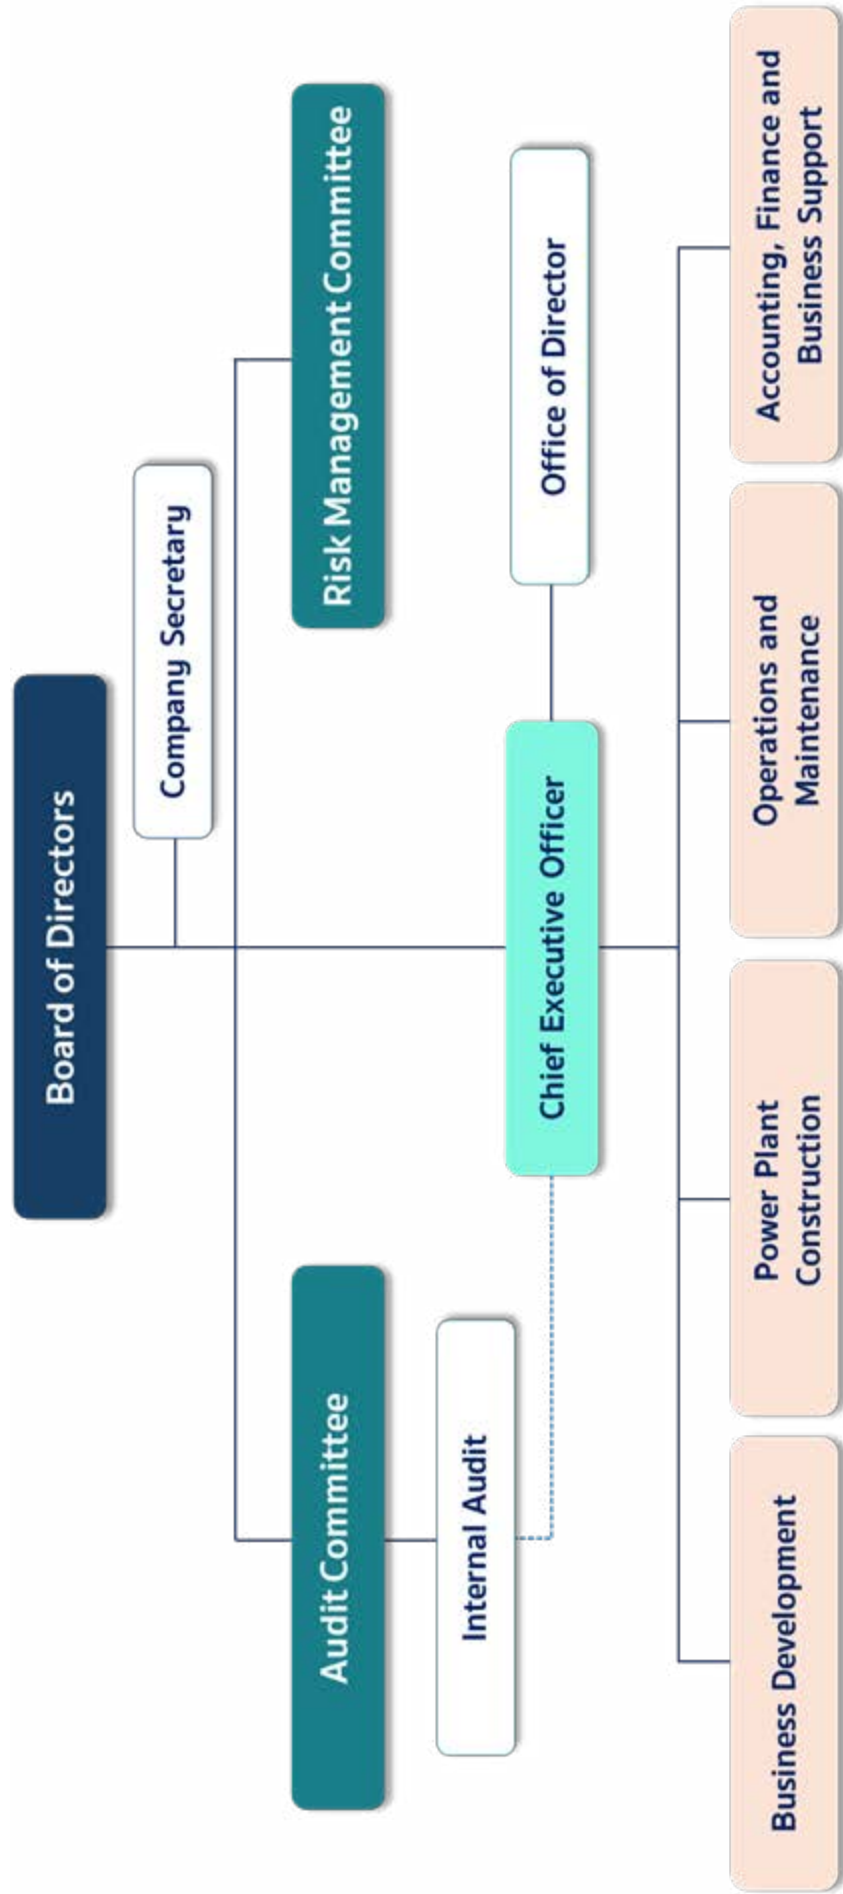 Board of Directors
Company Secretary
Audit Committee
Risk Management Committee
Internal Audit
Chief Executive Officer
Office of Director
Business Development
Power Plant
Construction
Operations and
Maintenance
Accounting, Finance and
Business Support